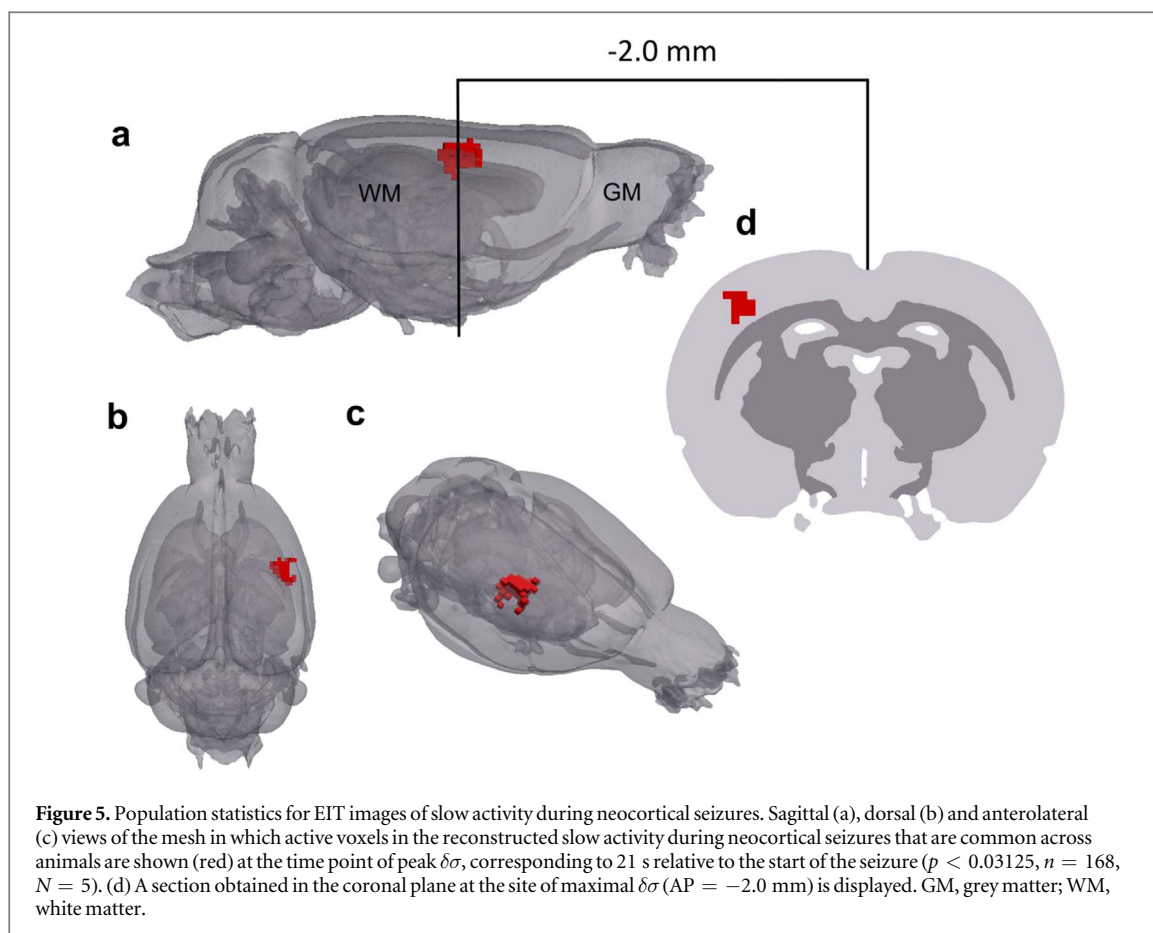 -2.0 mm
a
WM
GM
d
b
c
Figure 5. Population statistics for EIT images of slow activity during neocortical seizures. Sagittal (a), dorsal (b) and anterolateral
(c) views of the mesh in which active voxels in the reconstructed slow activity during neocortical seizures that are common across
animals are shown (red) at the time point of peak δσ, corresponding to 21 s relative to the start of the seizure (p < 0.03125, n = 168,
N = 5). (d) A section obtained in the coronal plane at the site of maximal δσ (AP = −2.0 mm) is displayed. GM, grey matter; WM,
white matter.